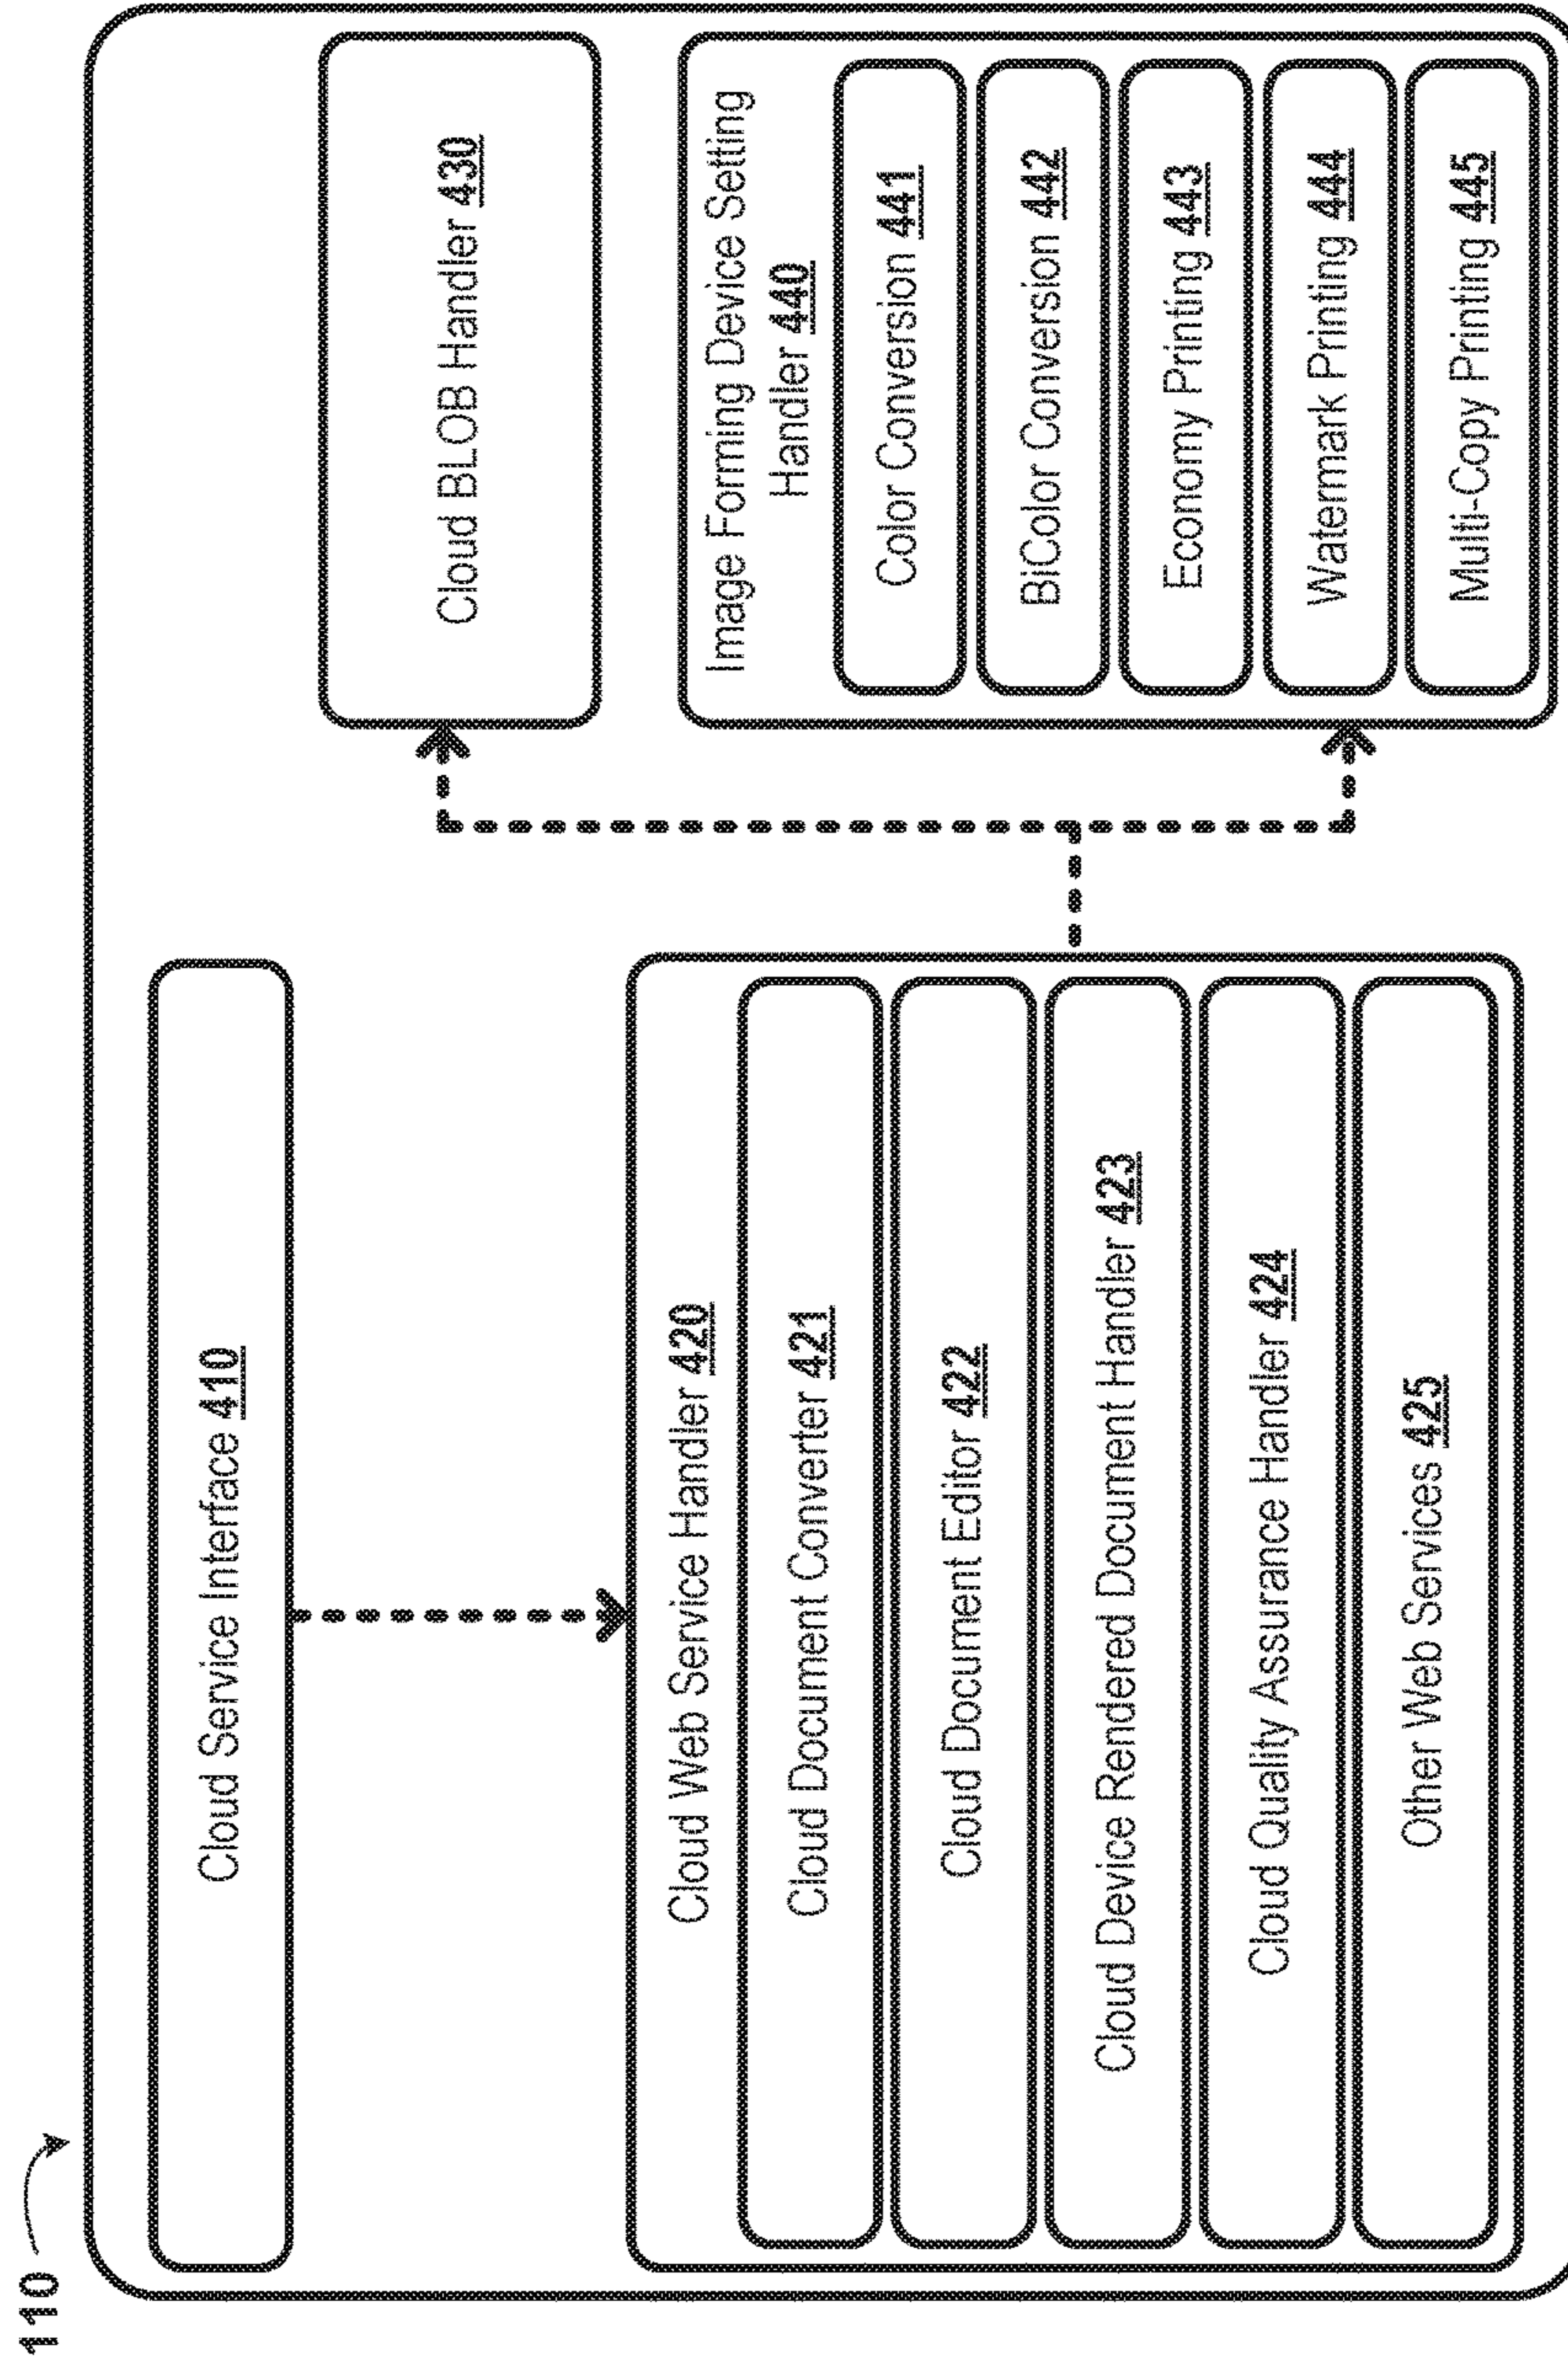 110
Cloud Service Interface 410
Cloud Web Service Handler 420
Cloud Document Converter 421
Cloud Document Editor 422
Cloud Device Rendered Document Handler 423
Cloud Quality Assurance Handler 424
Other Web Services 425
Cloud BLOB Handler 430
Image Forming Device Setting
Handler 440
Color Conversion 441
BiColor Conversion 442
Economy Printing 443
Watermark Printing 444
Multi-Copy Printing 445